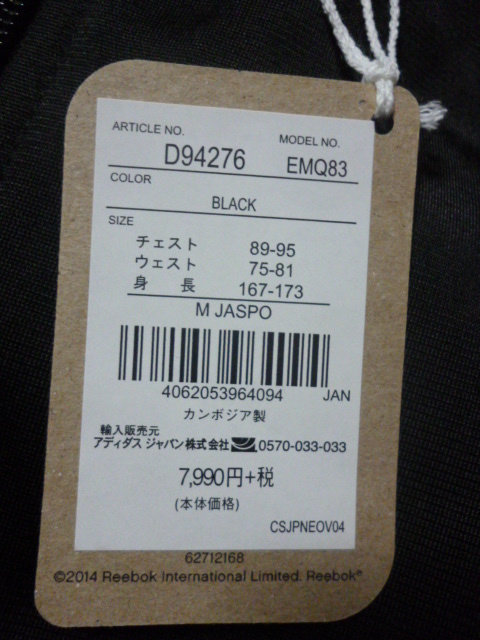 ARTICLE NO. MODEL NO.
D94276 EMQ83
COLOR
BLACK
SIZE
チェスト 89-95
ウェスト 75-81
身 長 167-173
M JASPO
4062053964094 JAN
カンボジア製
輸入販売元
アディダス ジャパン株式会社 0570-033-033
7,990円+税
(本体価格)
CSJPNEOV04
62712168
©2014 Reebok International Limited. Reebok®